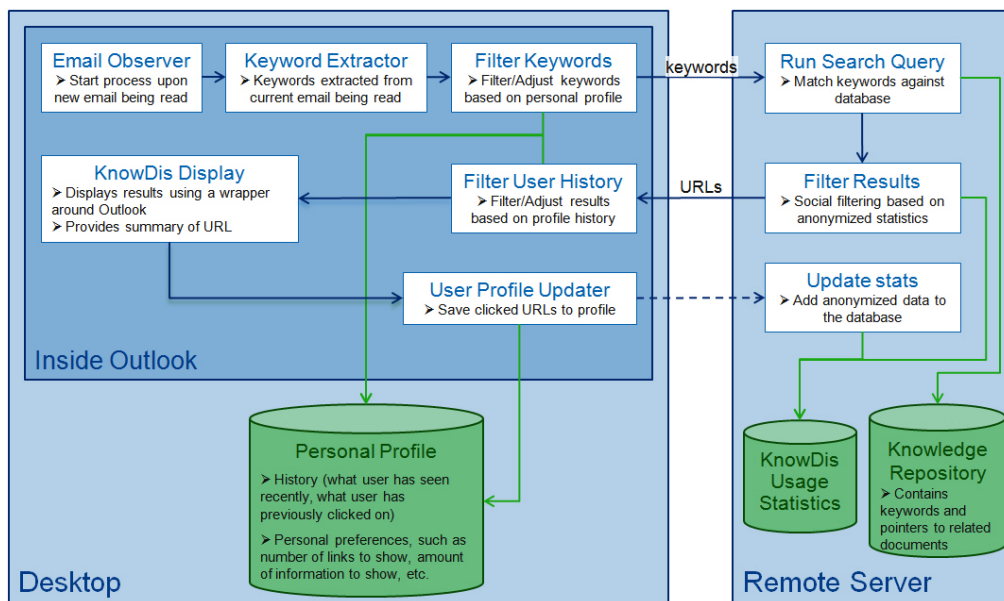 Email Observer
➢ Start process upon
new email being read
Keyword Extractor
➢ Keywords extracted from
current email being read
Filter Keywords
➢ Filter/Adjust keywords
based on personal profile
keywords
Run Search Query
➢ Match keywords against
database
KnowDis Display
➢ Displays results using a wrapper
around Outlook
➢ Provides summary of URL
Filter User History
➢ Filter/Adjust results
based on profile history
URLs
Filter Results
➢ Social filtering based on
anonymized statistics
User Profile Updater
➢ Save clicked URLs to profile
Update stats
➢ Add anonymized data to
the database
Inside Outlook
Personal Profile
➢ History (what user has seen
recently, what user has
previously clicked on)
➢ Personal preferences, such as
number of links to show, amount
of information to show, etc.
KnowDis
Usage
Statistics
Knowledge
Repository
➢ Contains
keywords and
pointers to related
documents
Desktop
Remote Server